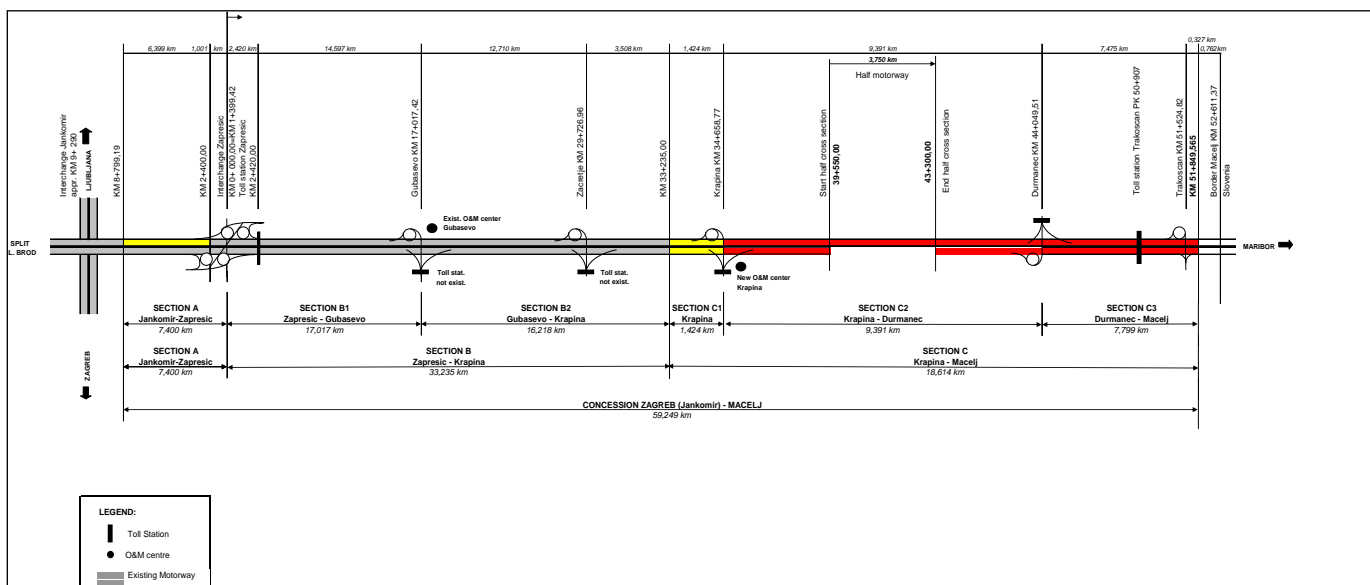 6,399 km
1,001
km
2,420 km
14,597 km
12,710 km
3,508 km
1,424 km
9,391 km
7,475 km
0,327 km
0,762km
3,750 km
Half motorway
Interchange Jankomir
appr. KM 9+ 290
LJUBLJANA
KM 8+799,19
KM 2+400,00
Interchange Zapresic
KM 0+ 000,00=KM 1+399,42
Toll station Zapresic
KM 2+420,00
Gubasevo KM 17+017,42
Zacretje KM 29+726,96
KM 33+235,00
Krapina KM 34+658,77
Start half cross section
39+550,00
43+300,00
End half cross section
Durmanec KM 44+049,51
Toll station Trakoscan PK 50+907
Trakoscan KM 51+524,82
KM 51+849,565
Border Macelj KM 52+611,37
Slovenia
SPLIT
L. BROD
Exist. O&M center
Gubasevo
Toll stat.
not exist.
Toll stat.
not exist.
New O&M center
Krapina
MARIBOR
ZAGREB
SECTION A
Jankomir-Zapresic
7,400 km
SECTION B1
Zapresic - Gubasevo
17,017 km
SECTION B2
Gubasevo - Krapina
16,218 km
SECTION C1
Krapina
1,424 km
SECTION C2
Krapina - Durmanec
9,391 km
SECTION C3
Durmanec - Macelj
7,799 km
SECTION A
Jankomir-Zapresic
7,400 km
SECTION B
Zapresic - Krapina
33,235 km
SECTION C
Krapina - Macelj
18,614 km
CONCESSION ZAGREB (Jankomir) - MACELJ
59,249 km
LEGEND:
Toll Station
O&M centre
Existing Motorway